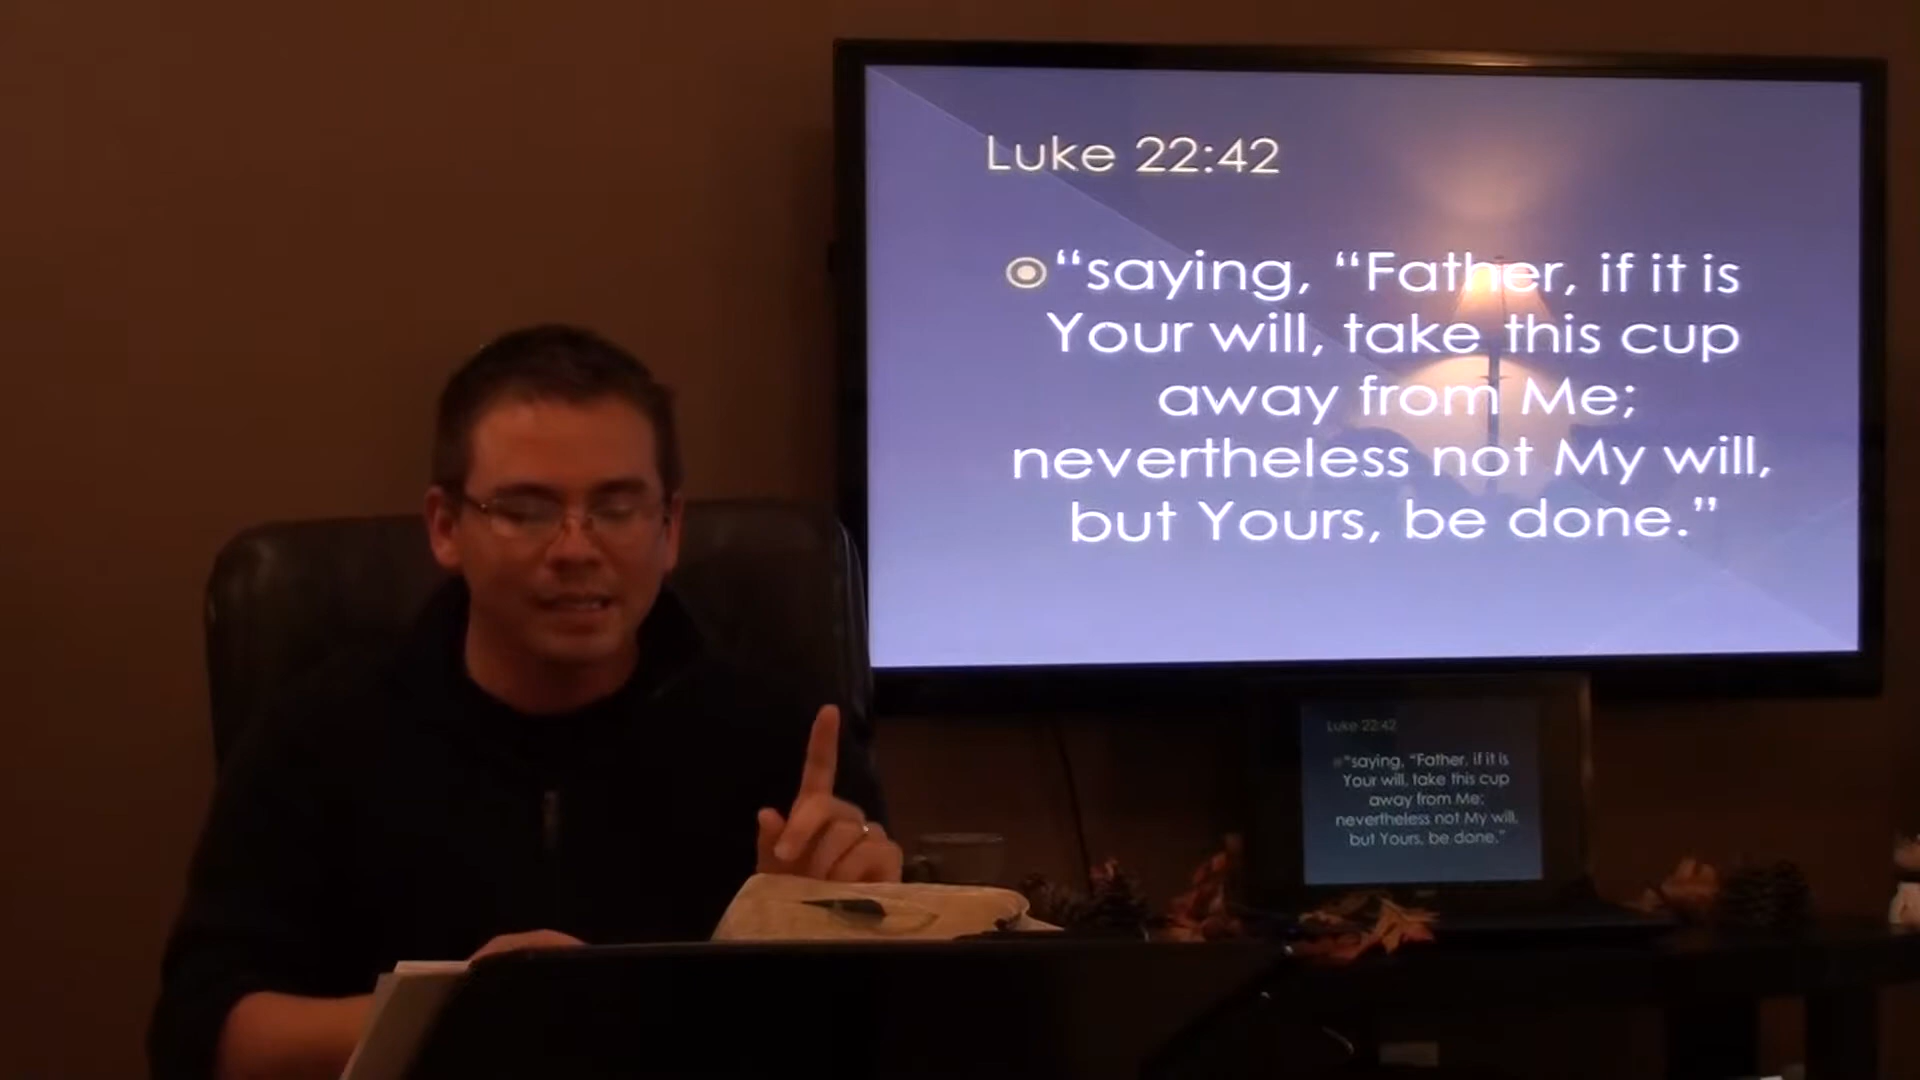 Luke 22:42
“saying, “Father, if it is
Your will, take this cup
away from Me;
nevertheless not My will,
but Yours, be done.”
Luke 22:42
“saying, “Father, if it is
Your will, take this cup
away from Me;
nevertheless not My will,
but Yours, be done.”